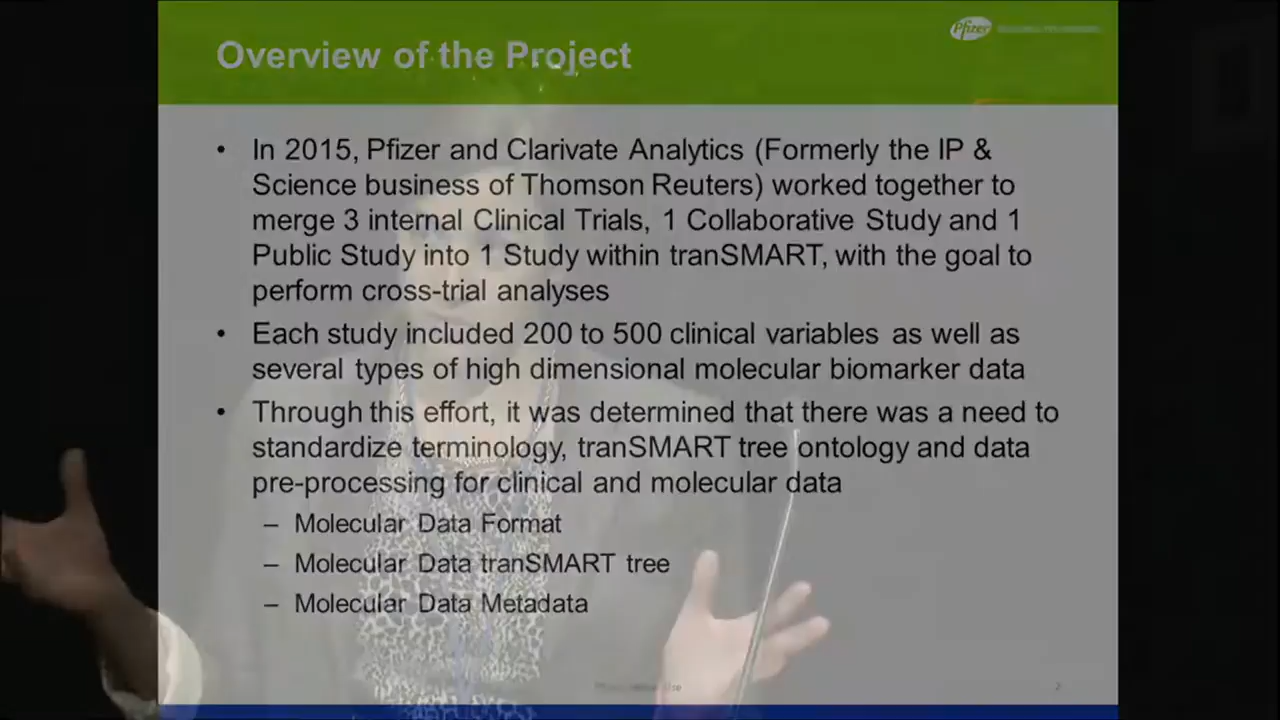 Pfizer
Overview of the Project
• In 2015, Pfizer and Clarivate Analytics (Formerly the IP &
Science business of Thomson Reuters) worked together to
merge 3 internal Clinical Trials, 1 Collaborative Study and 1
Public Study into 1 Study within tranSMART, with the goal to
perform cross-trial analyses
• Each study included 200 to 500 clinical variables as well as
several types of high dimensional molecular biomarker data
• Through this effort, it was determined that there was a need to
standardize terminology, tranSMART tree ontology and data
pre-processing for clinical and molecular data
– Molecular Data Format
– Molecular Data tranSMART tree
– Molecular Data Metadata
2